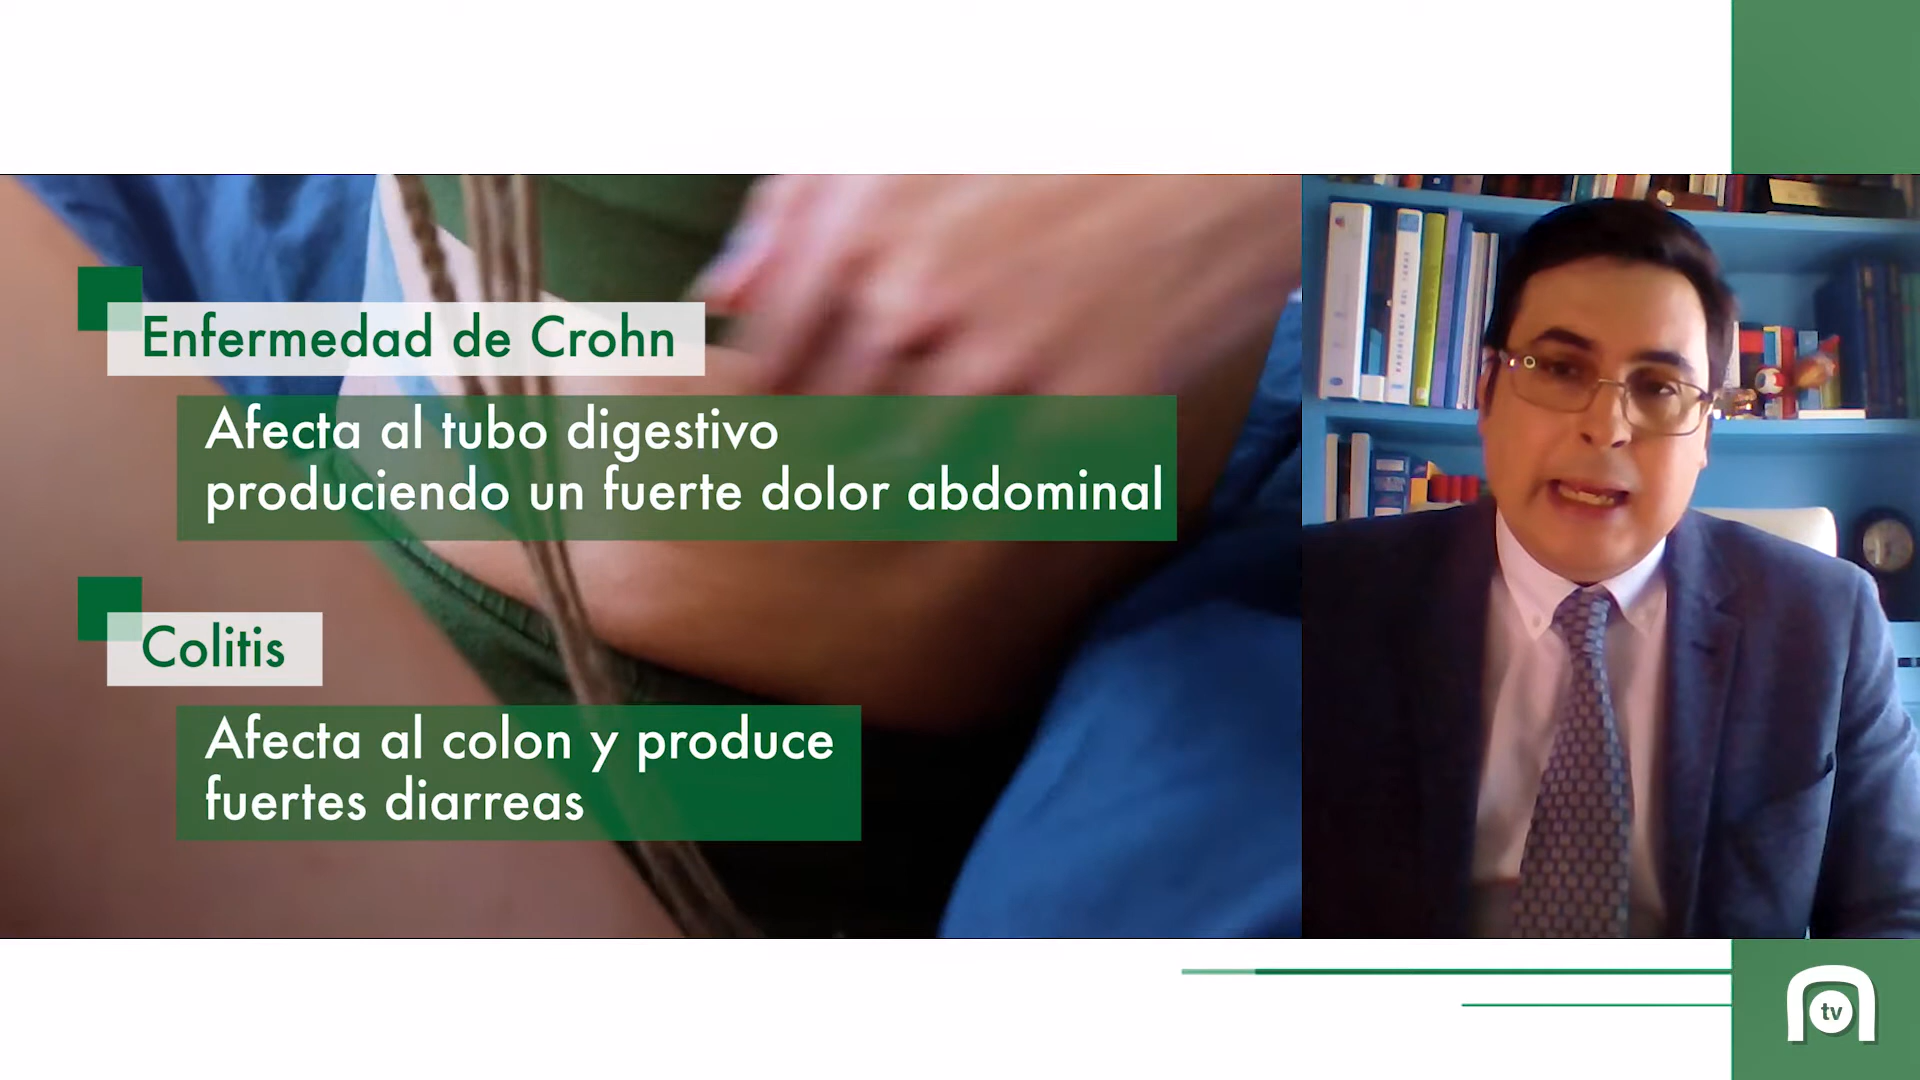 Enfermedad de Crohn
Afecta al tubo digestivo
produciendo un fuerte dolor abdominal
Colitis
Afecta al colon y produce
fuertes diarreas
tv